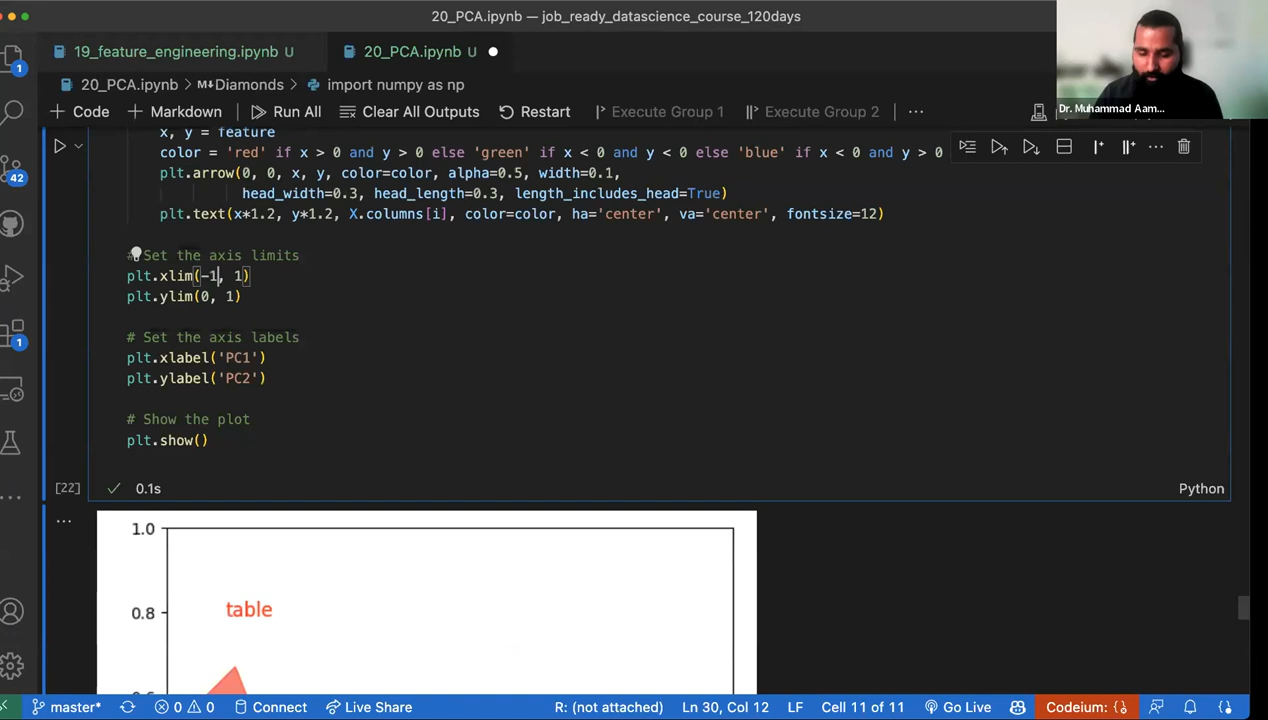 20_PCA.ipynb — job_ready_datascience_course_120days
19_feature_engineering.ipynb U
20_PCA.ipynb U
20_PCA.ipynb > M↓Diamonds > import numpy as np
Dr. Muhammad Aam...
+ Code + Markdown Run All Clear All Outputs Restart Execute Group 1 Execute Group 2 ...
x, y = feature
color = 'red' if x > 0 and y > 0 else 'green' if x < 0 and y < 0 else 'blue' if x < 0 and y > 0
plt.arrow(0, 0, x, y, color=color, alpha=0.5, width=0.1,
head_width=0.3, head_length=0.3, length_includes_head=True)
plt.text(x*1.2, y*1.2, X.columns[i], color=color, ha='center', va='center', fontsize=12)
# Set the axis limits
plt.xlim(-1, 1)
plt.ylim(0, 1)
# Set the axis labels
plt.xlabel('PC1')
plt.ylabel('PC2')
# Show the plot
plt.show()
[22]
0.1s
Python
1
42
1
1.0
0.8
table
master* 0 0 Connect Live Share R: (not attached) Ln 30, Col 12 LF Cell 11 of 11 Go Live Codeium: {}